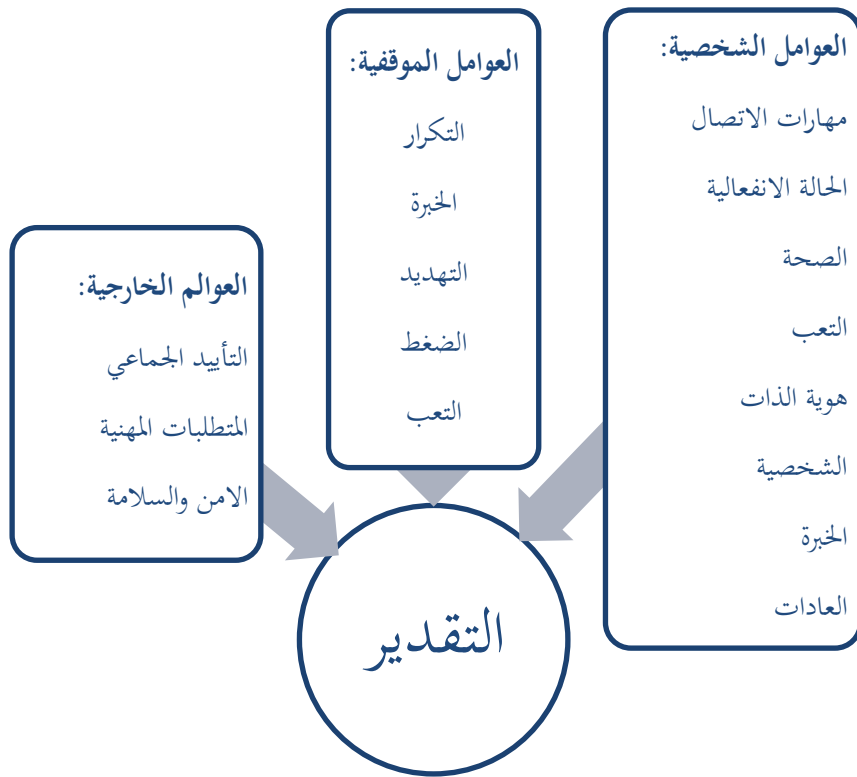 العوامل الشخصية:
مهارات الاتصال
الحالة الانفعالية
الصحة
التعب
هوية الذات
الشخصية
الخبرة
العادات
العوامل الموقفية:
التكرار
الخبرة
التهديد
الضغط
التعب
العوالم الخارجية:
التأييد الجماعي
المتطلبات المهنية
الامن والسلامة
التقدير